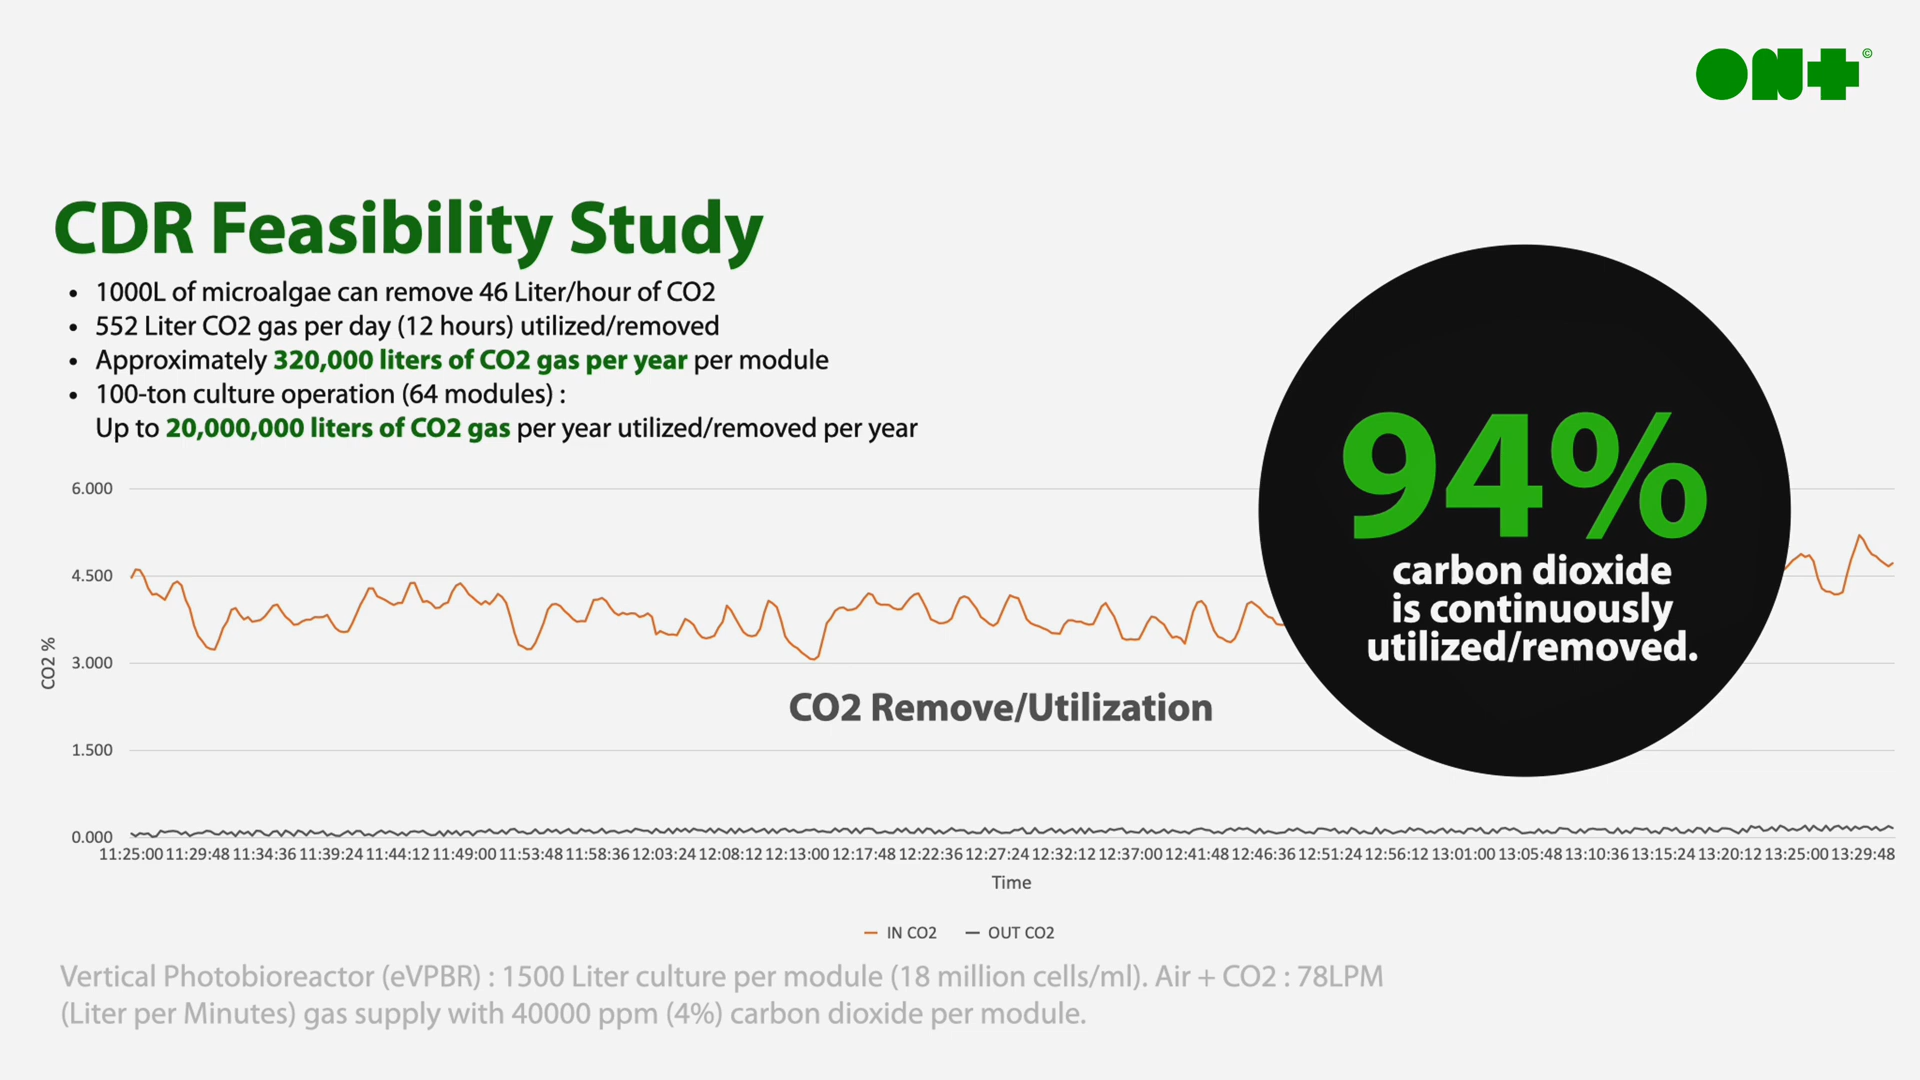 ON+©
CDR Feasibility Study
• 1000L of microalgae can remove 46 Liter/hour of CO2
• 552 Liter CO2 gas per day (12 hours) utilized/removed
• Approximately 320,000 liters of CO2 gas per year per module
• 100-ton culture operation (64 modules) :
Up to 20,000,000 liters of CO2 gas per year utilized/removed per year
94%
carbon dioxide
is continuously
utilized/removed.
6.000
4.500
3.000
1.500
0.000
CO2 %
CO2 Remove/Utilization
11:25:00 11:29:48 11:34:36 11:39:24 11:44:12 11:49:00 11:53:48 11:58:36 12:03:24 12:08:12 12:13:00 12:17:48 12:22:36 12:27:24 12:32:12 12:37:00 12:41:48 12:46:36 12:51:24 12:56:12 13:01:00 13:05:48 13:10:36 13:15:24 13:20:12 13:25:00 13:29:48
Time
IN CO2 OUT CO2
Vertical Photobioreactor (eVPBR) : 1500 Liter culture per module (18 million cells/ml). Air + CO2 : 78LPM
(Liter per Minutes) gas supply with 40000 ppm (4%) carbon dioxide per module.